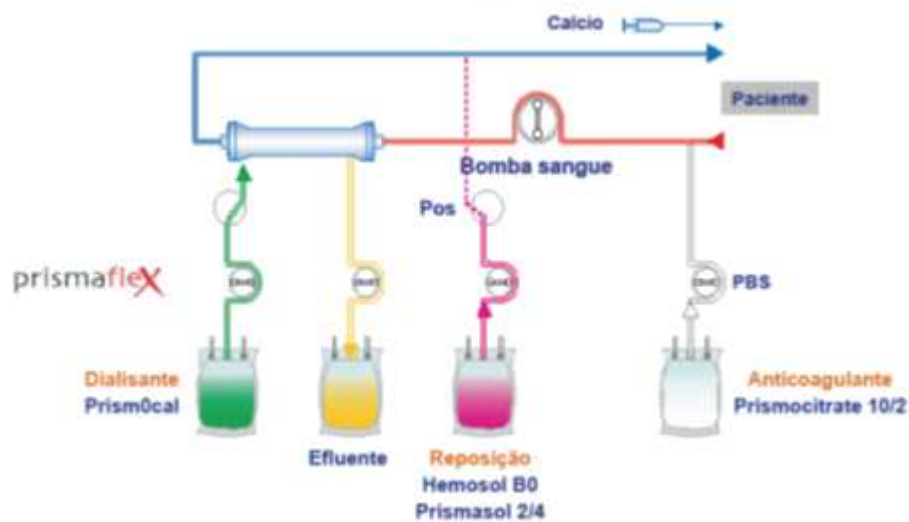 Calcio
Paciente
Bomba sangue
Pos
prismaflex
PBS
Dialisante
Prism0cal
Efluente
Reposição
Hemosol B0
Prismasol 2/4
Anticoagulante
Prismocitrate 10/2